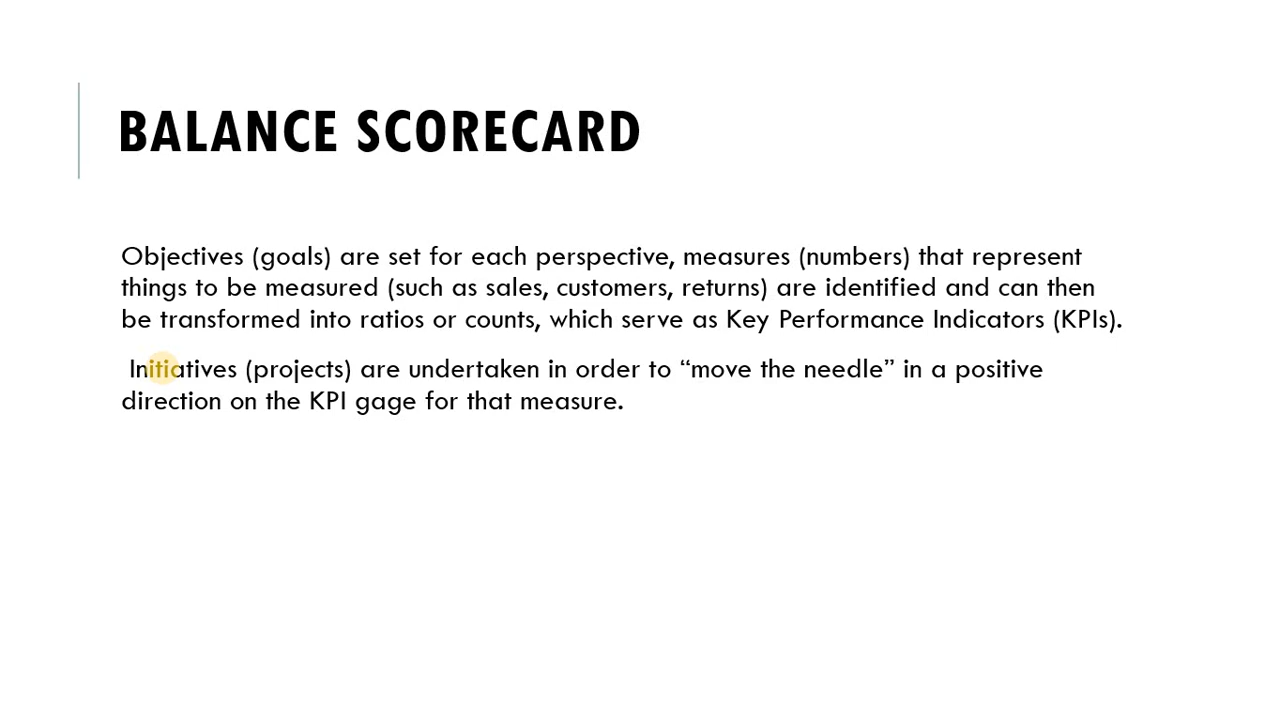 BALANCE SCORECARD
Objectives (goals) are set for each perspective, measures (numbers) that represent
things to be measured (such as sales, customers, returns) are identified and can then
be transformed into ratios or counts, which serve as Key Performance Indicators (KPIs).
Initiatives (projects) are undertaken in order to “move the needle” in a positive
direction on the KPI gage for that measure.